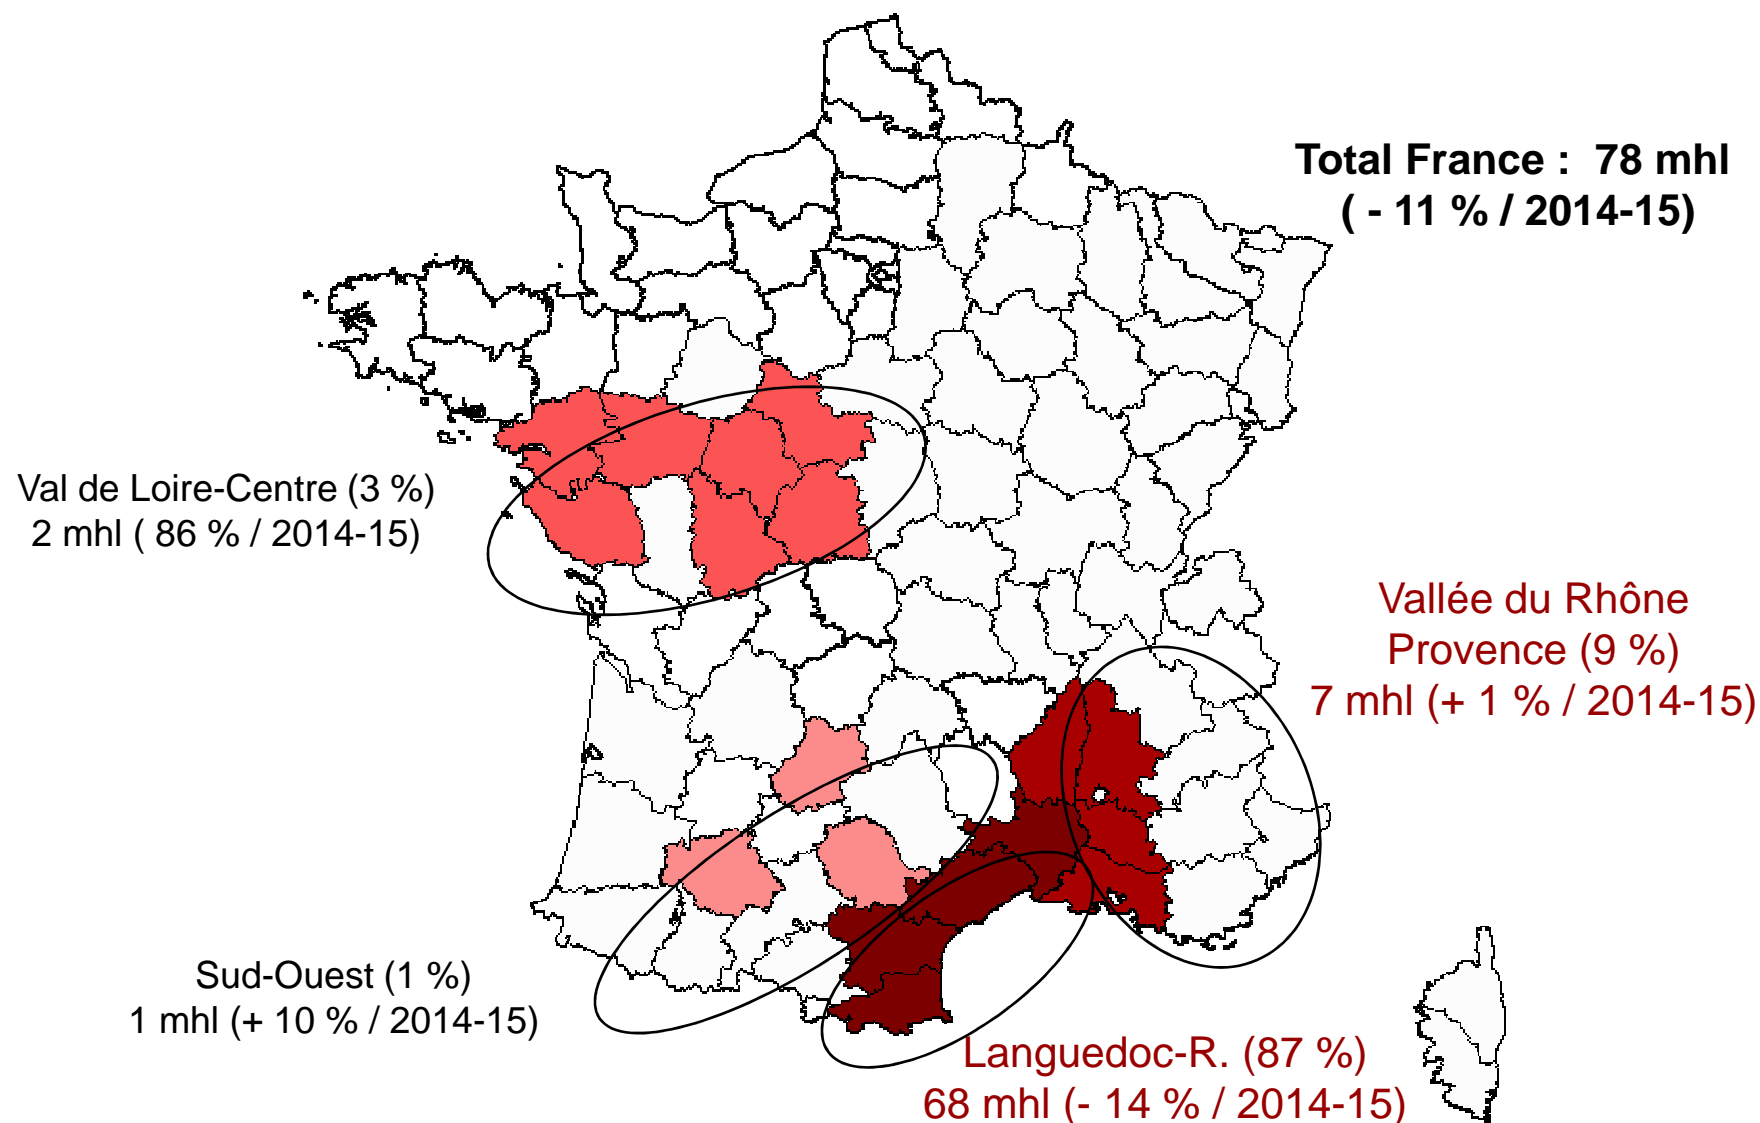 Total France :  78 mhl
( - 11 % / 2014-15)
Val de Loire-Centre (3 %)
2 mhl ( 86 % / 2014-15)
Vallée du Rhône
Provence (9 %)
7 mhl (+ 1 % / 2014-15)
Sud-Ouest (1 %)
1 mhl (+ 10 % / 2014-15)
Languedoc-R. (87 %)
68 mhl (- 14 % / 2014-15)